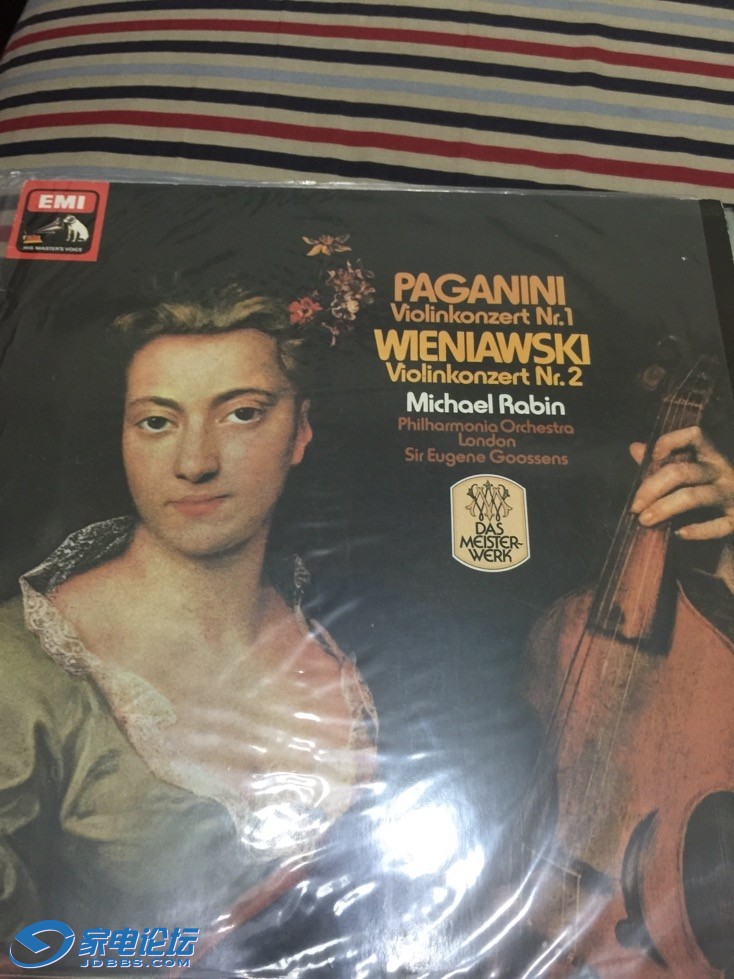 EMI
HIS MASTER'S VOICE
PAGANINI
Violinkonzert Nr.1
WIENIAWSKI
Violinkonzert Nr.2
Michael Rabin
Philharmonia Orchestra
London
Sir Eugene Goossens
DAS
MEISTER-
WERK
家电论坛
JDBBS.COM